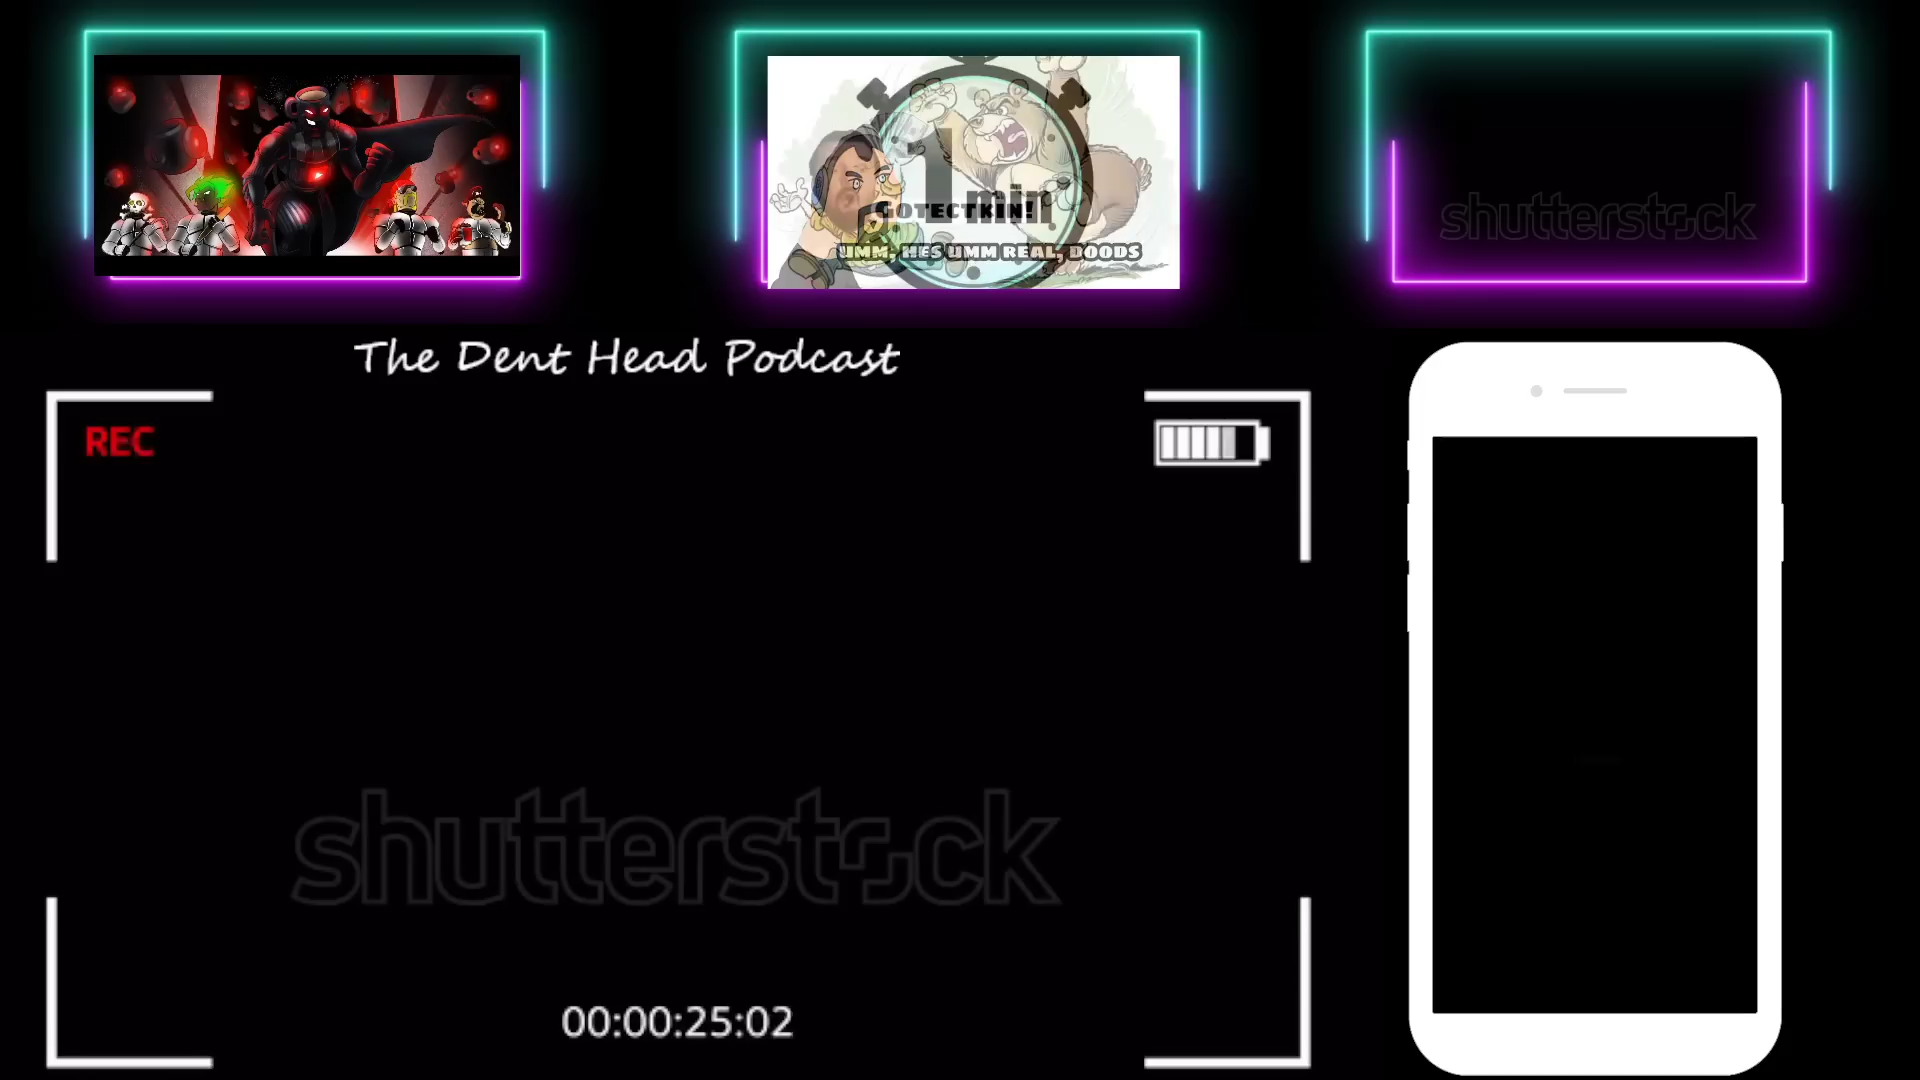 1
min
GOTECTKIN!
UMM, HES UMM REAL, DOODS
shutterstock
The Dent Head Podcast
REC
shutterstock
00:00:25:02